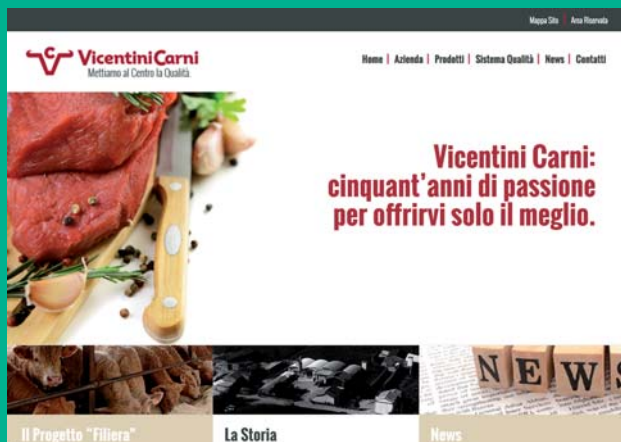 Mappa Sito | Area Riservata
VicentiniCarni
Mettiamo al Centro la Qualità.
Home | Azienda | Prodotti | Sistema Qualità | News | Contatti
Vicentini Carni:
cinquant’anni di passione
per offrirvi solo il meglio.
NEWS
Il Progetto “Filiera”
La Storia
News